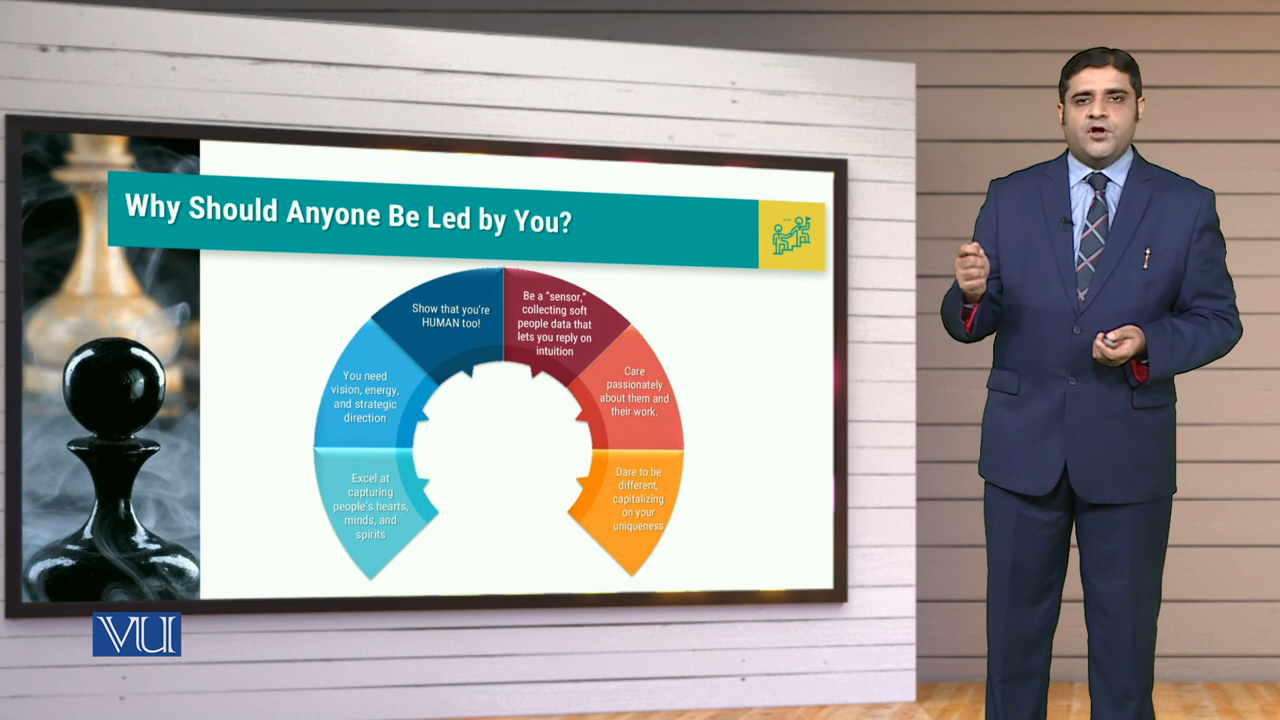 Why Should Anyone Be Led by You?
Excel at
capturing
people's hearts,
minds, and
spirits
You need
vision, energy,
and strategic
direction
Show that you're
HUMAN too!
Be a "sensor,"
collecting soft
people data that
lets you reply on
intuition
Care
passionately
about them and
their work.
Dare to be
different,
capitalizing
on your
uniqueness
VU